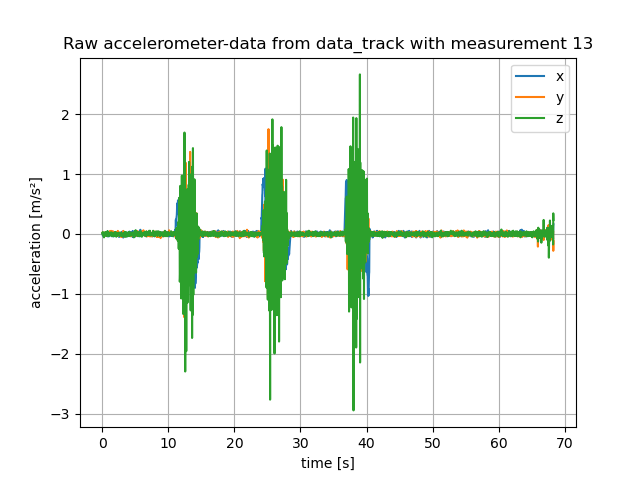 Raw accelerometer-data from data_track with measurement 13
x
y
z
acceleration [m/s²]
2
1
0
−1
−2
−3
0 10 20 30 40 50 60 70
time [s]